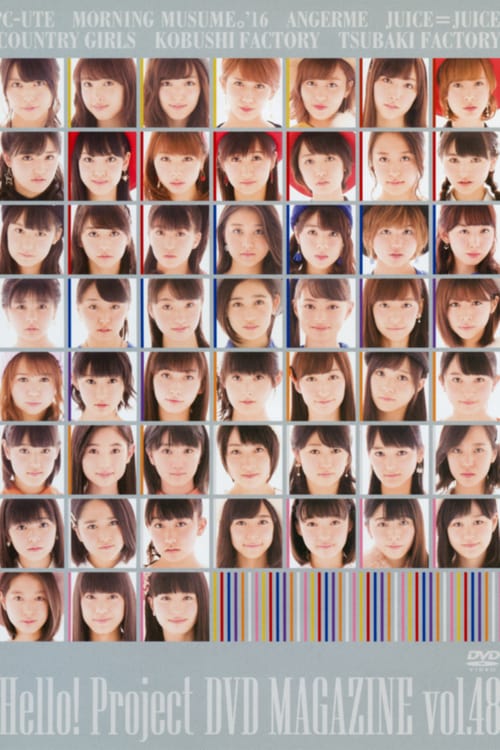 ℃-UTE MORNING MUSUME。'16 ANGERME JUICE=JUICE
COUNTRY GIRLS KOBUSHI FACTORY TSUBAKI FACTORY
DVD
VIDEO
Hello! Project DVD MAGAZINE vol.48